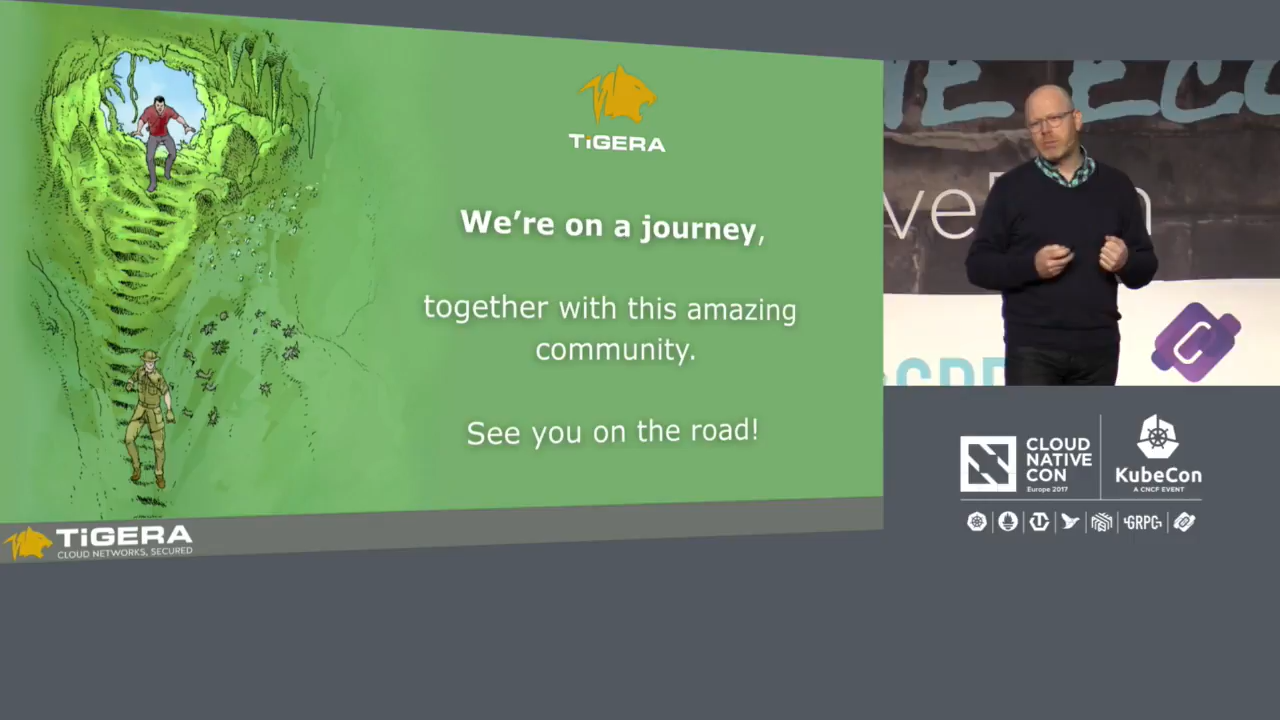 TiGERA
We're on a journey,
together with this amazing
community.
See you on the road!
TiGERA
CLOUD NETWORKS, SECURED
CLOUD
NATIVE
CON
Europe 2017
KubeCon
A CNCF EVENT
GRPC